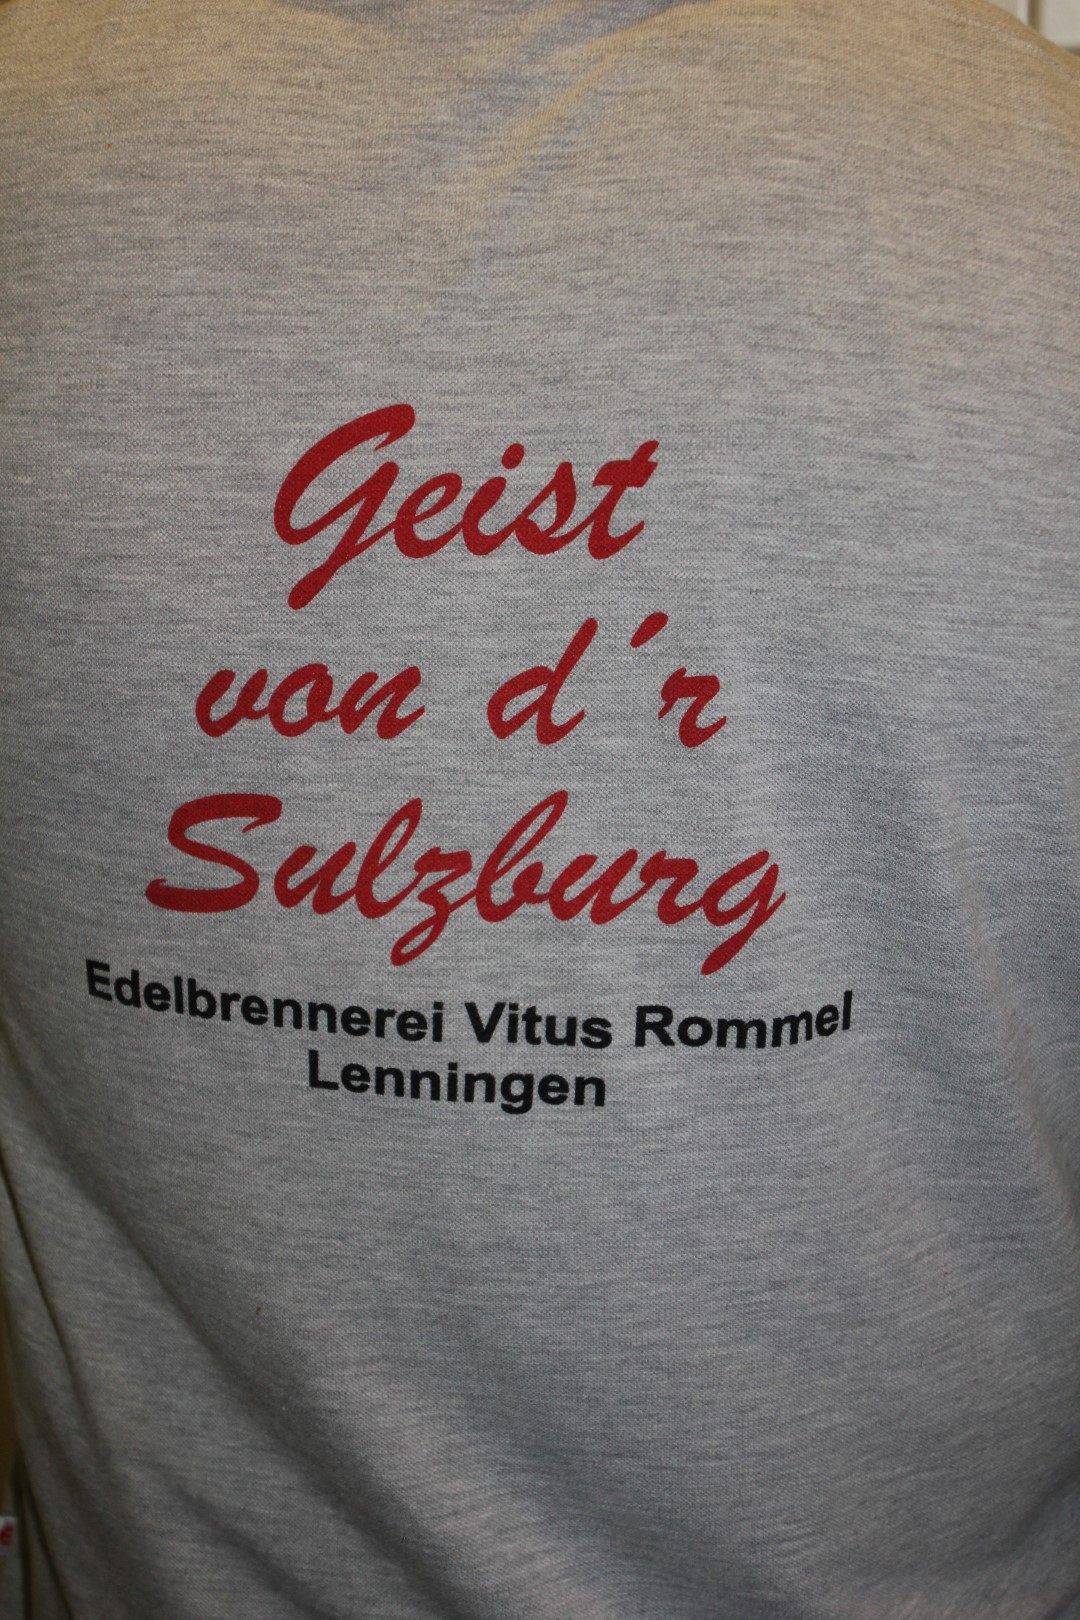 Geist
von d´r
Sulzburg
Edelbrennerei Vitus Rommel
Lenningen